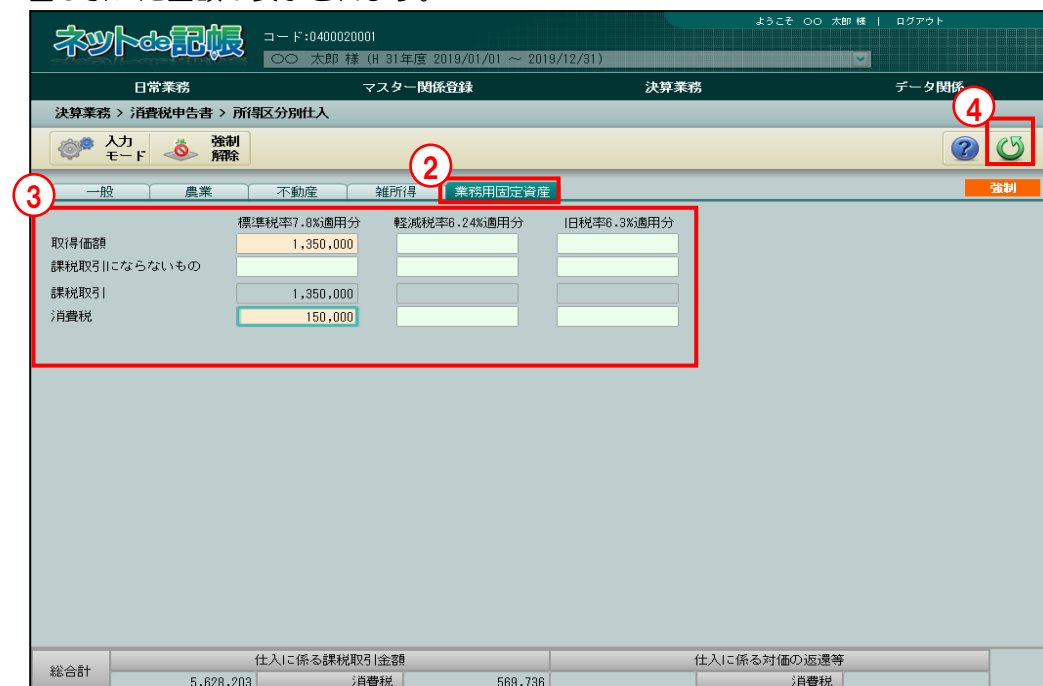 ようこそ 〇〇 太郎 様 | ログアウト
ネットde記帳
コード:0400020001
〇〇 太郎 様 (H 31年度 2019/01/01 ～ 2019/12/31)
日常業務 マスター関係登録 決算業務 データ関係
決算業務 > 消費税申告書 > 所得区分別仕入
④
入力モード 強制解除 ?
②
③
一般 農業 不動産 雑所得 業務用固定資産 強制
標準税率7.8%適用分 軽減税率6.24%適用分 旧税率6.3%適用分
取得価額 1,350,000
課税取引にならないもの
課税取引 1,350,000
消費税 150,000
総合計 仕入に係る課税取引金額 仕入に係る対価の返還等
5,628,203 消費税 569,736 消費税